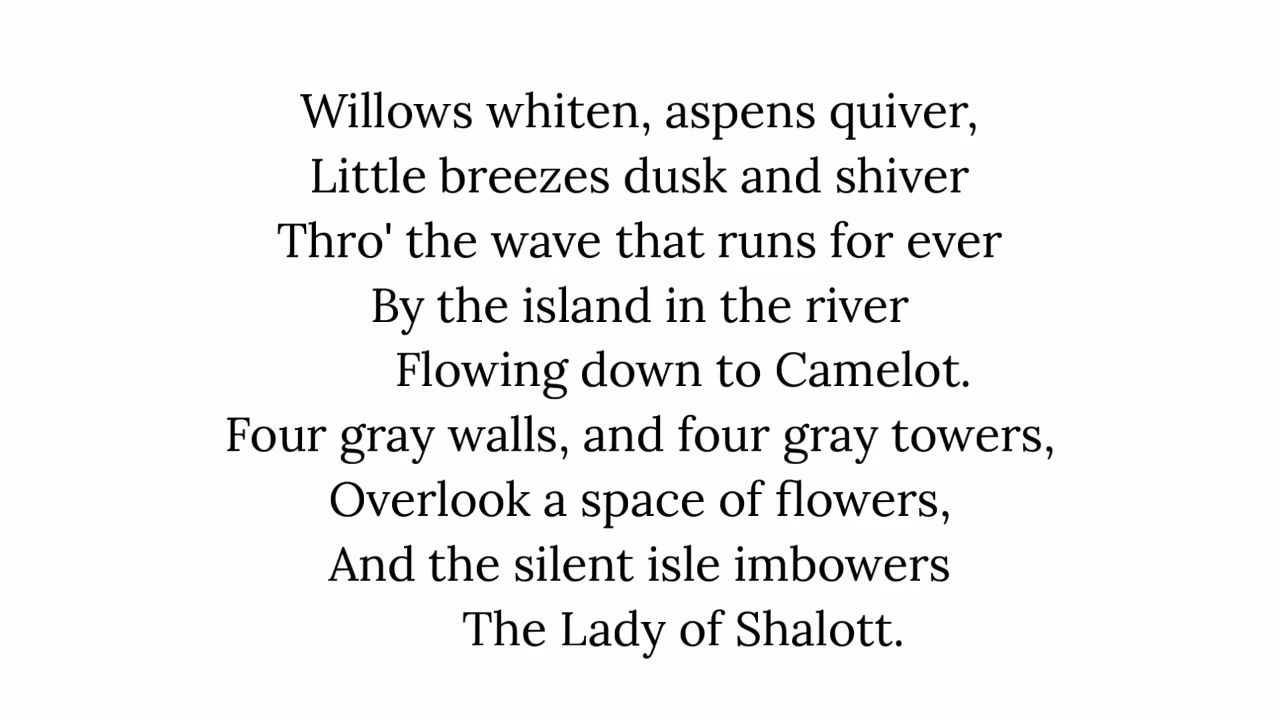 Willows whiten, aspens quiver,
Little breezes dusk and shiver
Thro' the wave that runs for ever
By the island in the river
Flowing down to Camelot.
Four gray walls, and four gray towers,
Overlook a space of flowers,
And the silent isle imbowers
The Lady of Shalott.